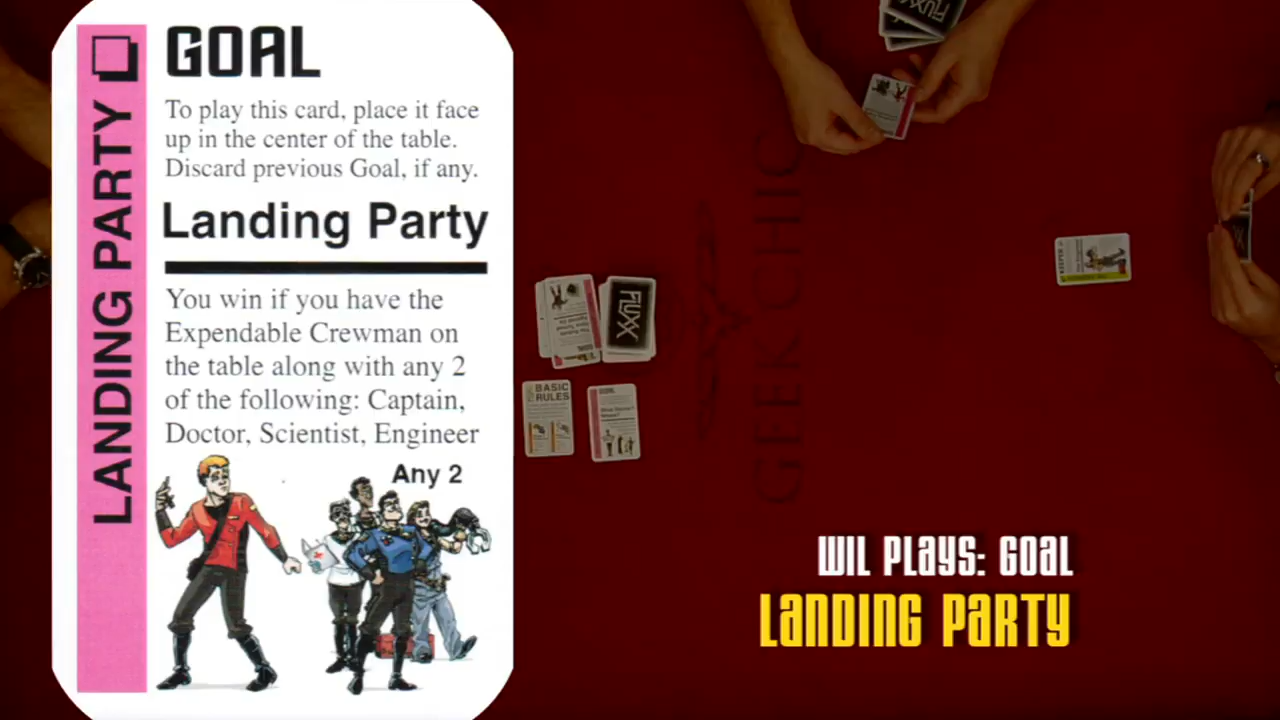 LANDING PARTY
GOAL
To play this card, place it face
up in the center of the table.
Discard previous Goal, if any.
Landing Party
You win if you have the
Expendable Crewman on
the table along with any 2
of the following: Captain,
Doctor, Scientist, Engineer
Any 2
FLUXX
FLUXX
BASIC
RULES
GOAL
GEEK CHIC
KEEPER
WIL PLAYS: GOAL
LANDING PARTY